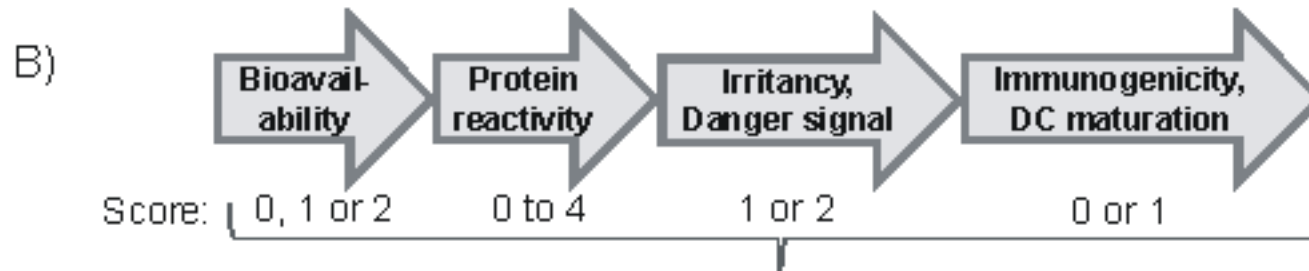 B)
Bioavail-
ability
Protein
reactivity
Irritancy,
Danger signal
Immunogenicity,
DC maturation
Score: 0, 1 or 2 0 to 4 1 or 2 0 or 1